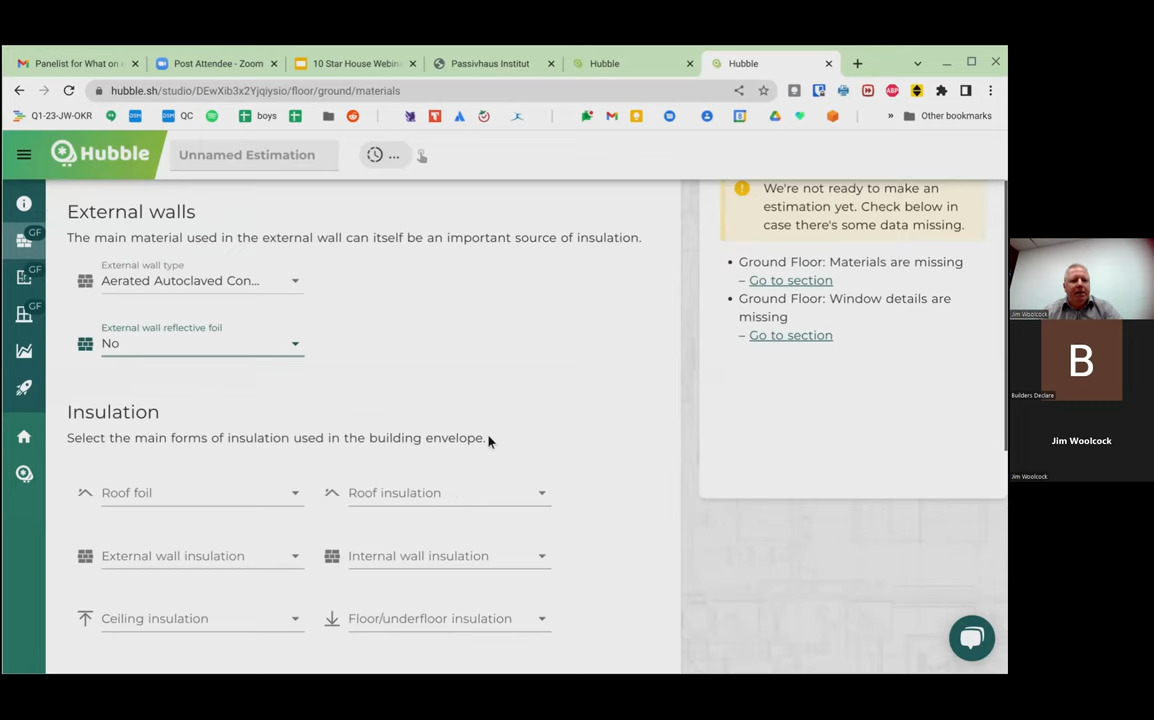 Panelist for What on
Post Attendee - Zoom
10 Star House Webin
Passivhaus Institut
Hubble
Hubble
hubble.sh/studio/DEwXib3x2Yjqiysio/floor/ground/materials
Q1-23-JW-OKR
QC
boys
Other bookmarks
Hubble
Unnamed Estimation
...
GF
GF
GF
External walls
The main material used in the external wall can itself be an important source of insulation.
External wall type
Aerated Autoclaved Con...
External wall reflective foil
No
Insulation
Select the main forms of insulation used in the building envelope.
Roof foil
Roof insulation
External wall insulation
Internal wall insulation
Ceiling insulation
Floor/underfloor insulation
We're not ready to make an
estimation yet. Check below in
case there's some data missing.
• Ground Floor: Materials are missing
– Go to section
• Ground Floor: Window details are
missing
– Go to section
Jim Woolcock
B
Builders Declare
Jim Woolcock
Jim Woolcock